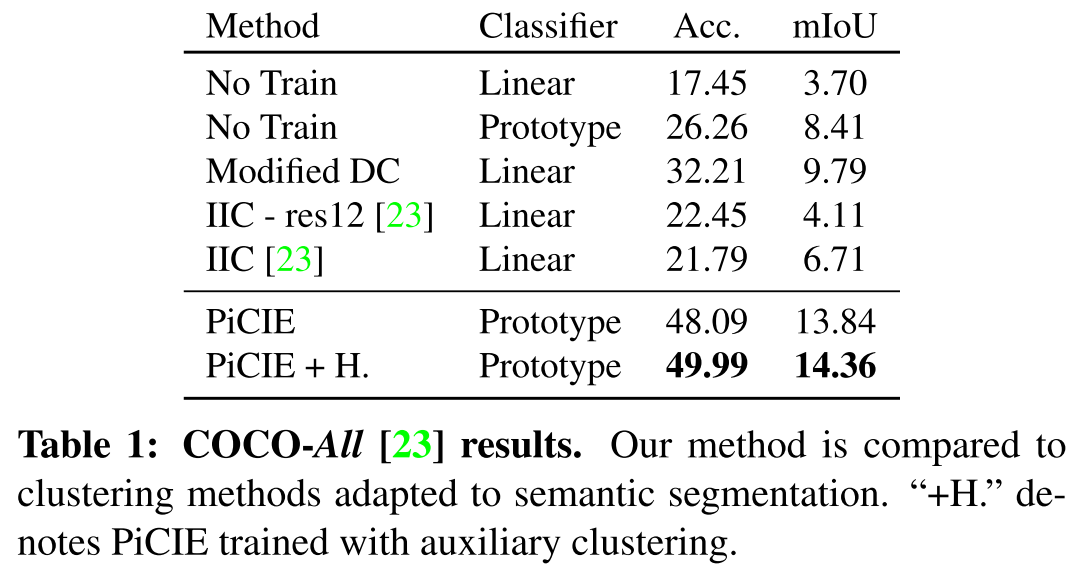 Method Classifier Acc. mIoU
No Train Linear 17.45 3.70
No Train Prototype 26.26 8.41
Modified DC Linear 32.21 9.79
IIC - res12 [23] Linear 22.45 4.11
IIC [23] Linear 21.79 6.71
PiCIE Prototype 48.09 13.84
PiCIE + H. Prototype 49.99 14.36
Table 1: COCO-All [23] results. Our method is compared to
clustering methods adapted to semantic segmentation. “+H.” de-
notes PiCIE trained with auxiliary clustering.